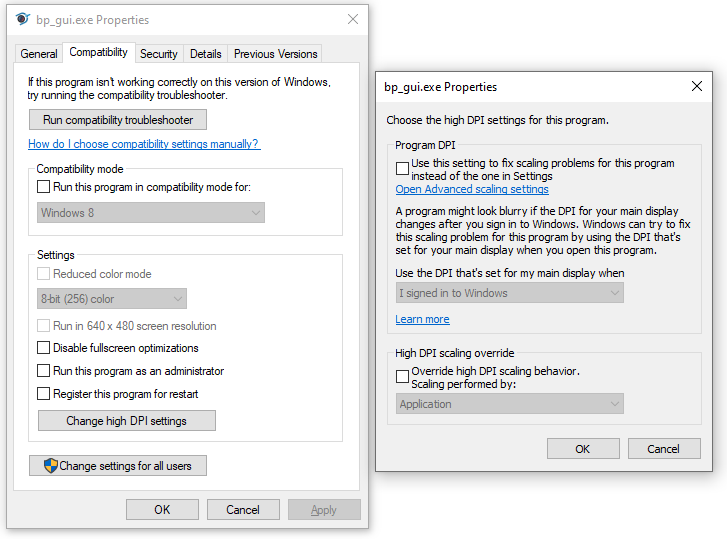 bp_gui.exe Properties
General
Compatibility
Security
Details
Previous Versions
If this program isn't working correctly on this version of Windows,
try running the compatibility troubleshooter.
Run compatibility troubleshooter
How do I choose compatibility settings manually?
Compatibility mode
Run this program in compatibility mode for:
Windows 8
Settings
Reduced color mode
8-bit (256) color
Run in 640 x 480 screen resolution
Disable fullscreen optimizations
Run this program as an administrator
Register this program for restart
Change high DPI settings
Change settings for all users
OK
Cancel
Apply
bp_gui.exe Properties
Choose the high DPI settings for this program.
Program DPI
Use this setting to fix scaling problems for this program
instead of the one in Settings
Open Advanced scaling settings
A program might look blurry if the DPI for your main display
changes after you sign in to Windows. Windows can try to fix
this scaling problem for this program by using the DPI that's
set for your main display when you open this program.
Use the DPI that's set for my main display when
I signed in to Windows
Learn more
High DPI scaling override
Override high DPI scaling behavior.
Scaling performed by:
Application
OK
Cancel